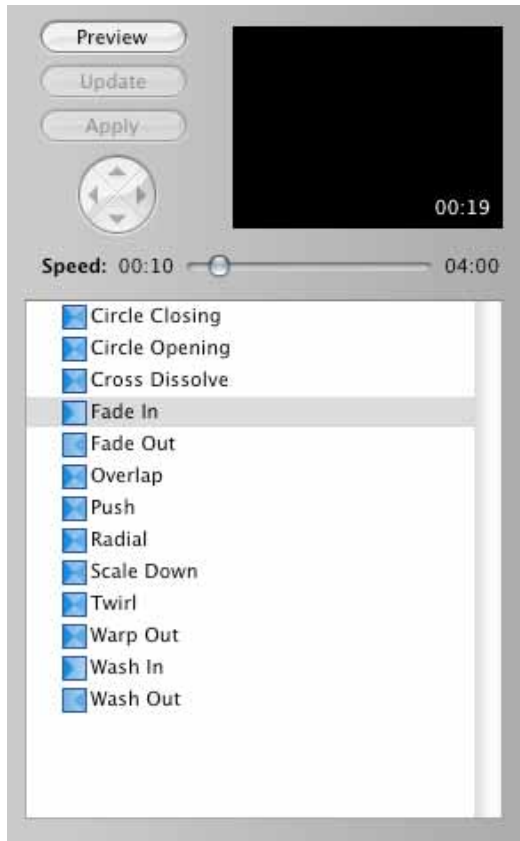 Preview
Update
Apply
00:19
Speed: 00:10 04:00
Circle Closing
Circle Opening
Cross Dissolve
Fade In
Fade Out
Overlap
Push
Radial
Scale Down
Twirl
Warp Out
Wash In
Wash Out